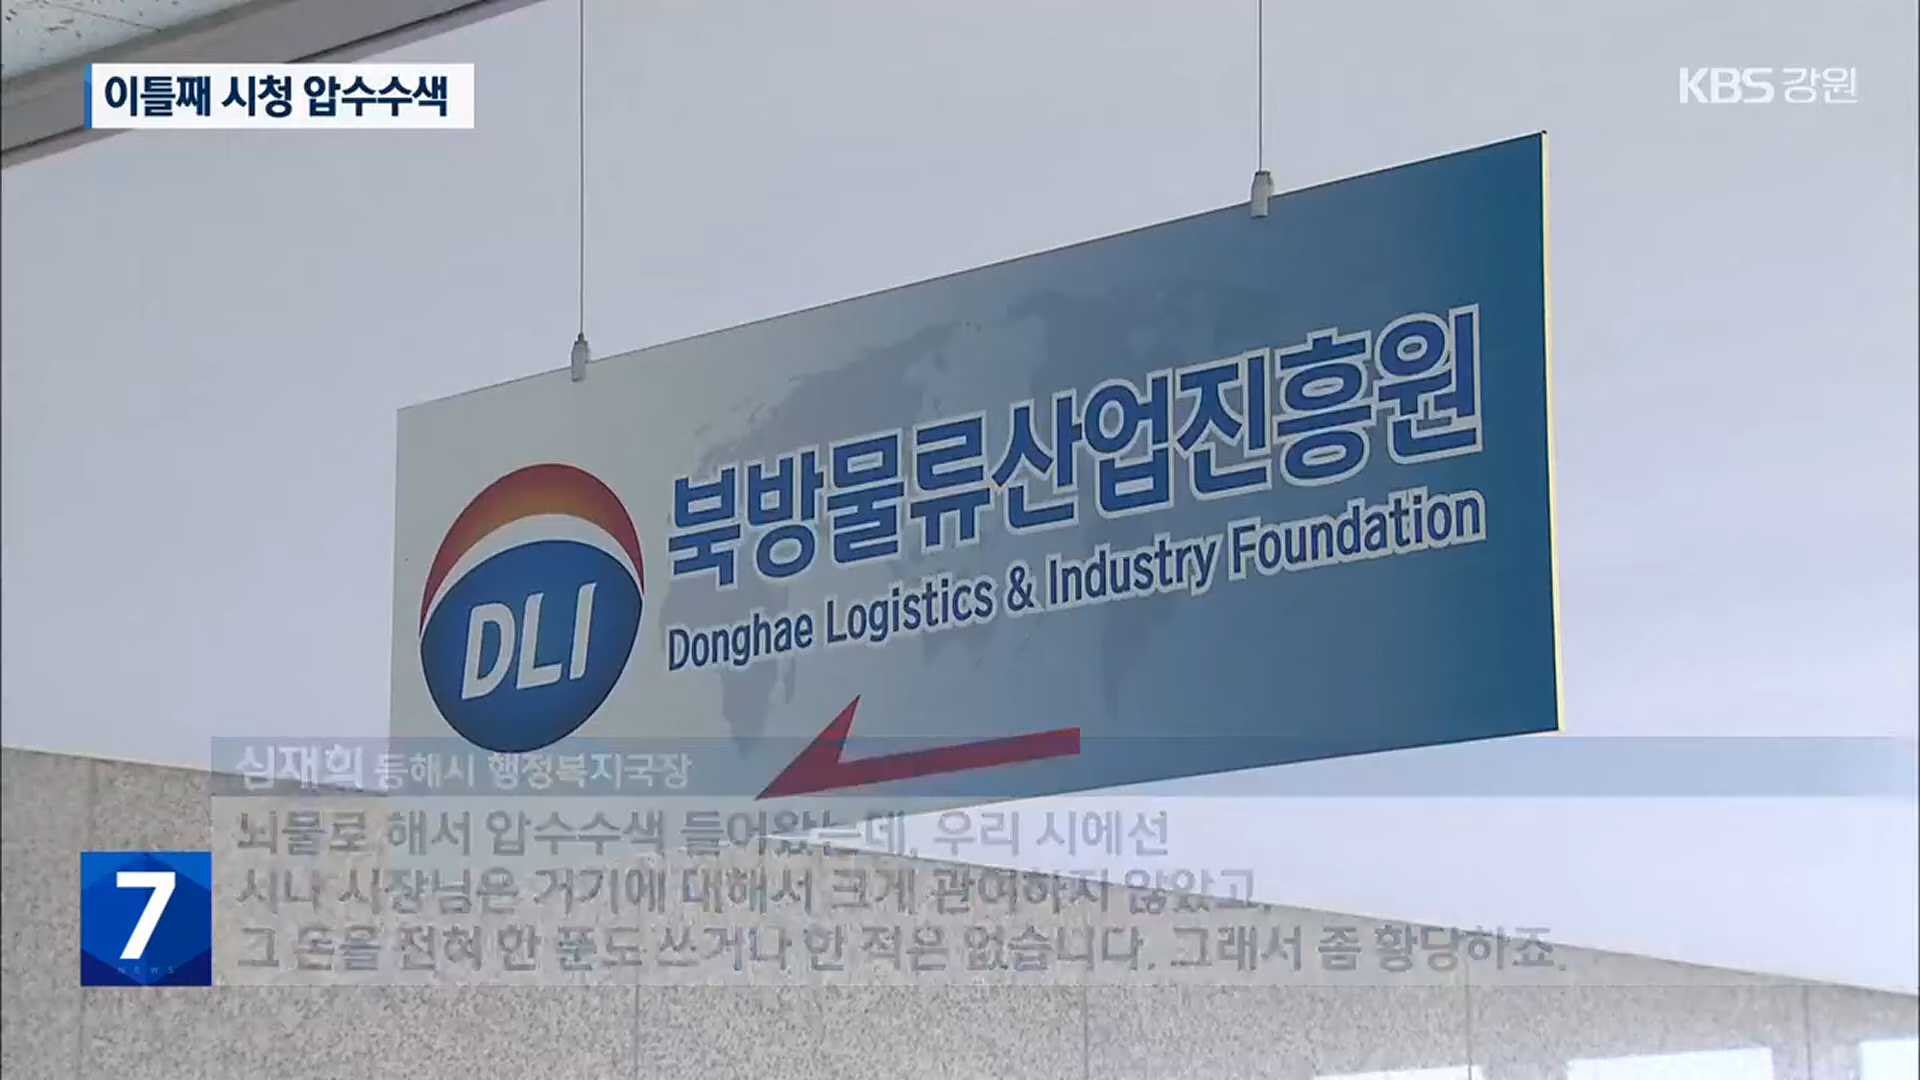 이틀째 시청 압수수색
KBS 강원
북방물류산업진흥원
Donghae Logistics & Industry Foundation
DLI
심재희 동해시 행정복지국장
뇌물로 해서 압수수색 들어왔는데, 우리 시에선
시나 시장님은 거기에 대해서 크게 관여하지 않았고,
그 돈을 전혀 한 푼도 쓰거나 한 적은 없습니다. 그래서 좀 황당하죠.
7
NEWS